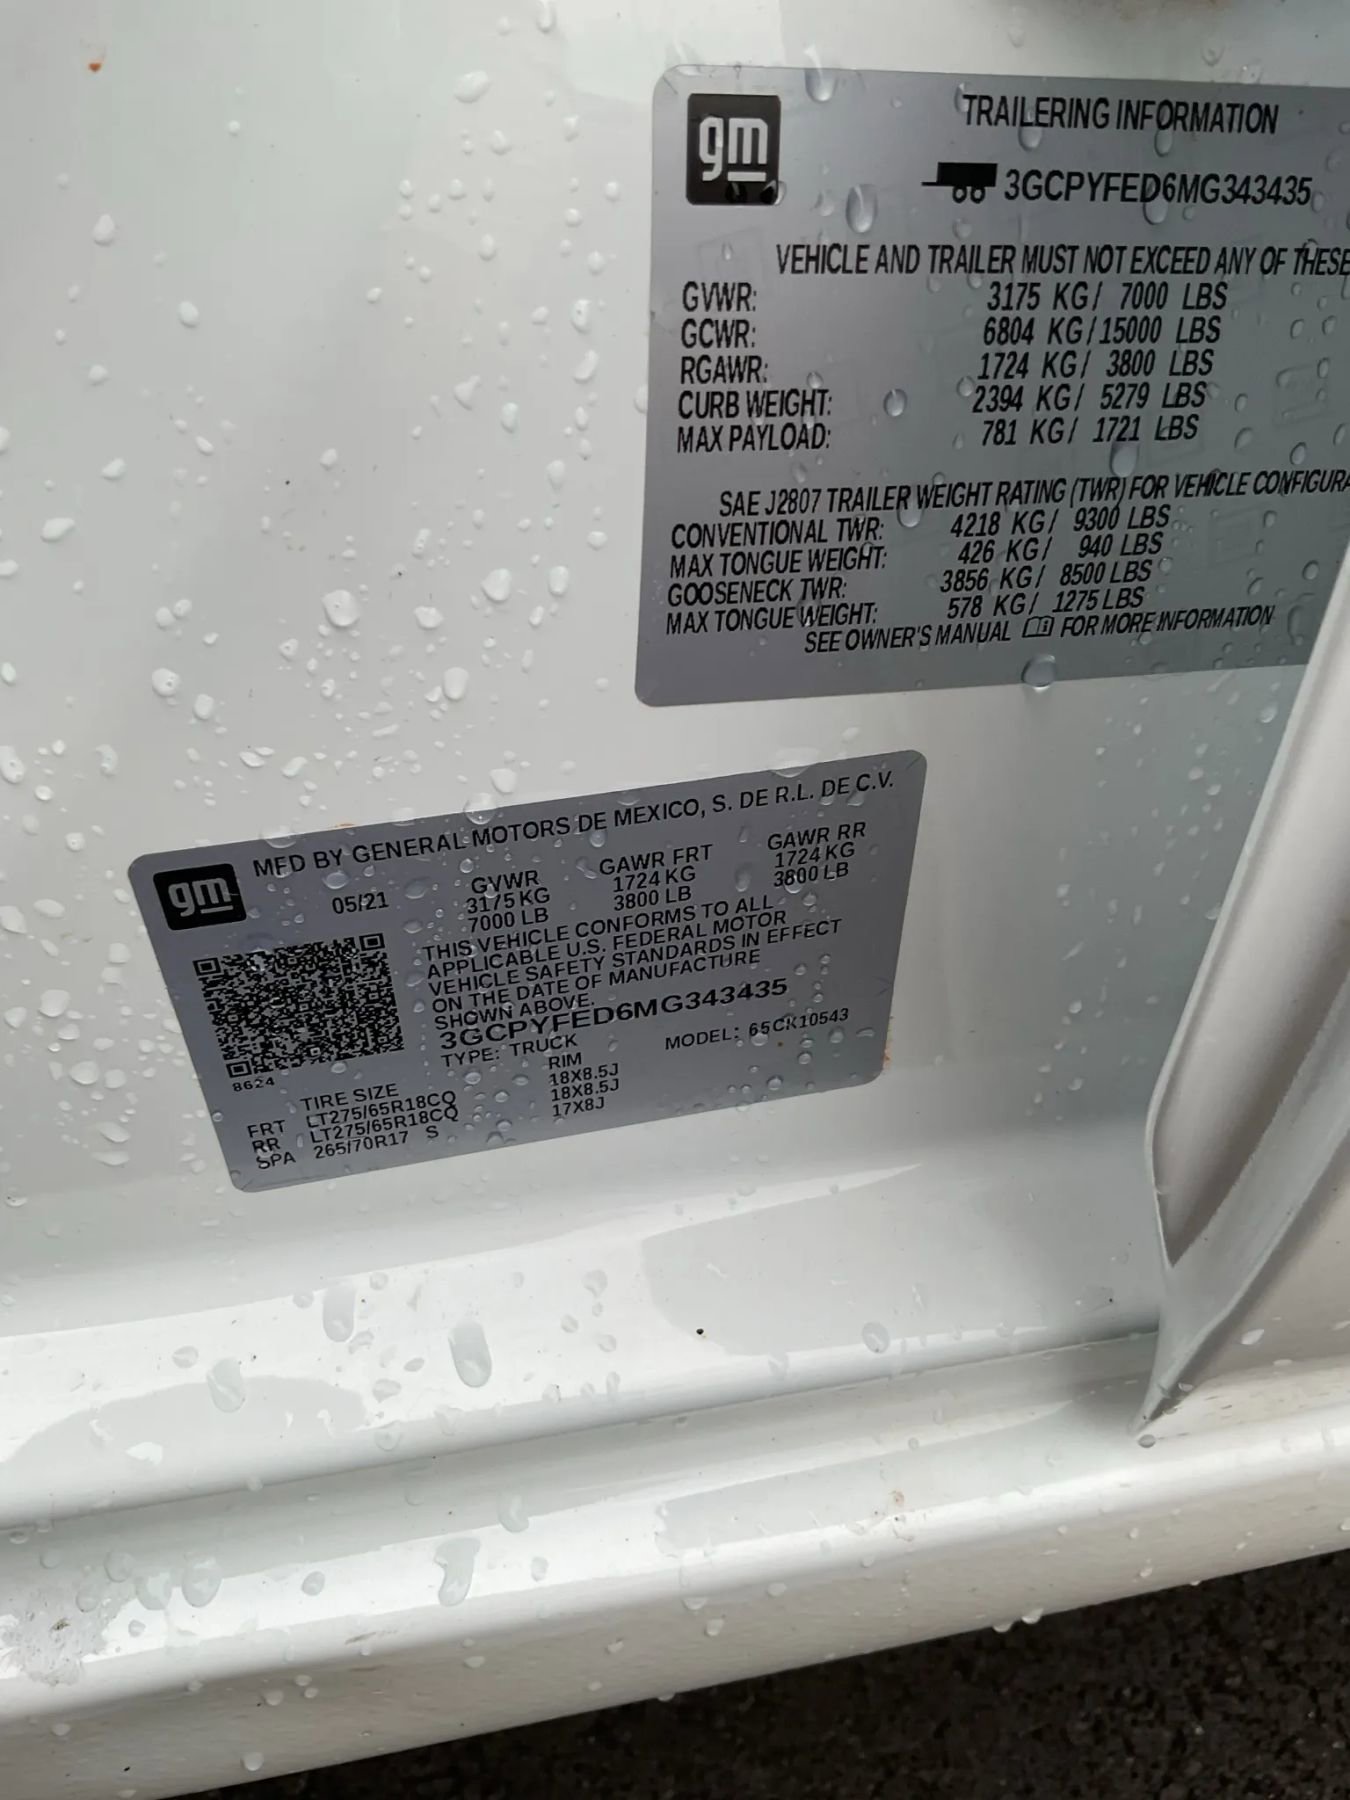 gm
TRAILERING INFORMATION
3GCPYFED6MG343435
VEHICLE AND TRAILER MUST NOT EXCEED ANY OF THESE
GVWR: 3175 KG/ 7000 LBS
GCWR: 6804 KG/15000 LBS
RGAWR: 1724 KG/ 3800 LBS
CURB WEIGHT: 2394 KG/ 5279 LBS
MAX PAYLOAD: 781 KG/ 1721 LBS
SAE J2807 TRAILER WEIGHT RATING (TWR) FOR VEHICLE CONFIGURA
CONVENTIONAL TWR: 4218 KG/ 9300 LBS
MAX TONGUE WEIGHT: 426 KG/ 940 LBS
GOOSENECK TWR: 3856 KG/ 8500 LBS
MAX TONGUE WEIGHT: 578 KG/ 1275 LBS
SEE OWNER'S MANUAL FOR MORE INFORMATION
gm
MFD BY GENERAL MOTORS DE MEXICO, S. DE R.L. DE C.V.
05/21 GVWR GAWR FRT GAWR RR
3175 KG 1724 KG 1724 KG
7000 LB 3800 LB 3800 LB
THIS VEHICLE CONFORMS TO ALL
APPLICABLE U.S. FEDERAL MOTOR
VEHICLE SAFETY STANDARDS IN EFFECT
ON THE DATE OF MANUFACTURE
SHOWN ABOVE.
3GCPYFED6MG343435
TYPE: TRUCK MODEL: 65CK10543
8624
TIRE SIZE RIM
FRT LT275/65R18CQ 18X8.5J
RR LT275/65R18CQ 18X8.5J
SPA 265/70R17 S 17X8J